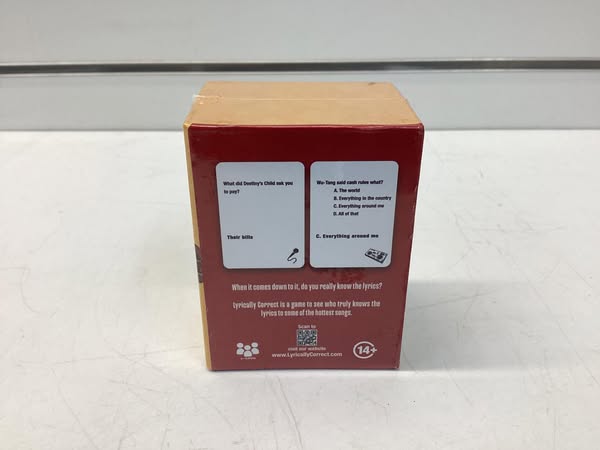 What did Destiny's Child ask you
to pay?
Their bills
Wu-Tang said cash rules what?
A. The world
B. Everything in the country
C. Everything around me
D. All of that
C. Everything around me
When it comes down to it, do you really know the lyrics?
Lyrically Correct is a game to see who truly knows the
lyrics to some of the hottest songs.
Scan to
visit our website
www.LyricallyCorrect.com
14+